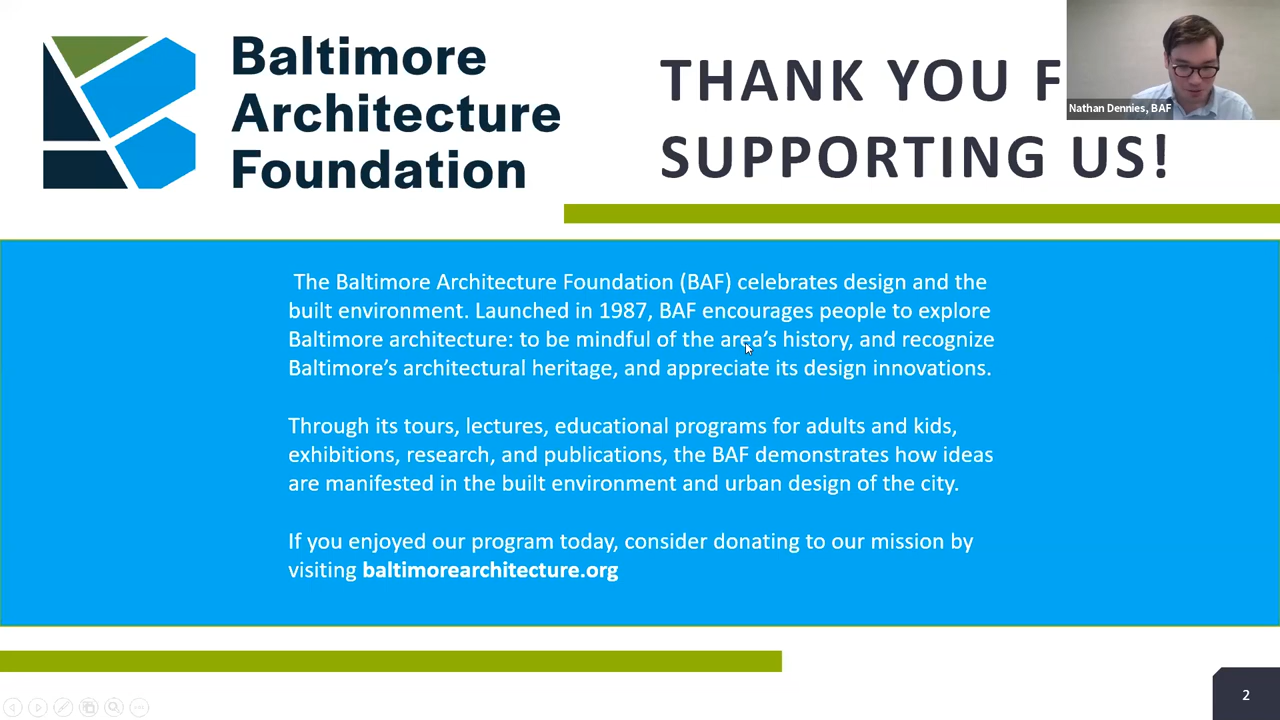 Baltimore
Architecture
Foundation
THANK YOU F
SUPPORTING US!
Nathan Dennies, BAF
The Baltimore Architecture Foundation (BAF) celebrates design and the
built environment. Launched in 1987, BAF encourages people to explore
Baltimore architecture: to be mindful of the area’s history, and recognize
Baltimore’s architectural heritage, and appreciate its design innovations.
Through its tours, lectures, educational programs for adults and kids,
exhibitions, research, and publications, the BAF demonstrates how ideas
are manifested in the built environment and urban design of the city.
If you enjoyed our program today, consider donating to our mission by
visiting baltimorearchitecture.org
2